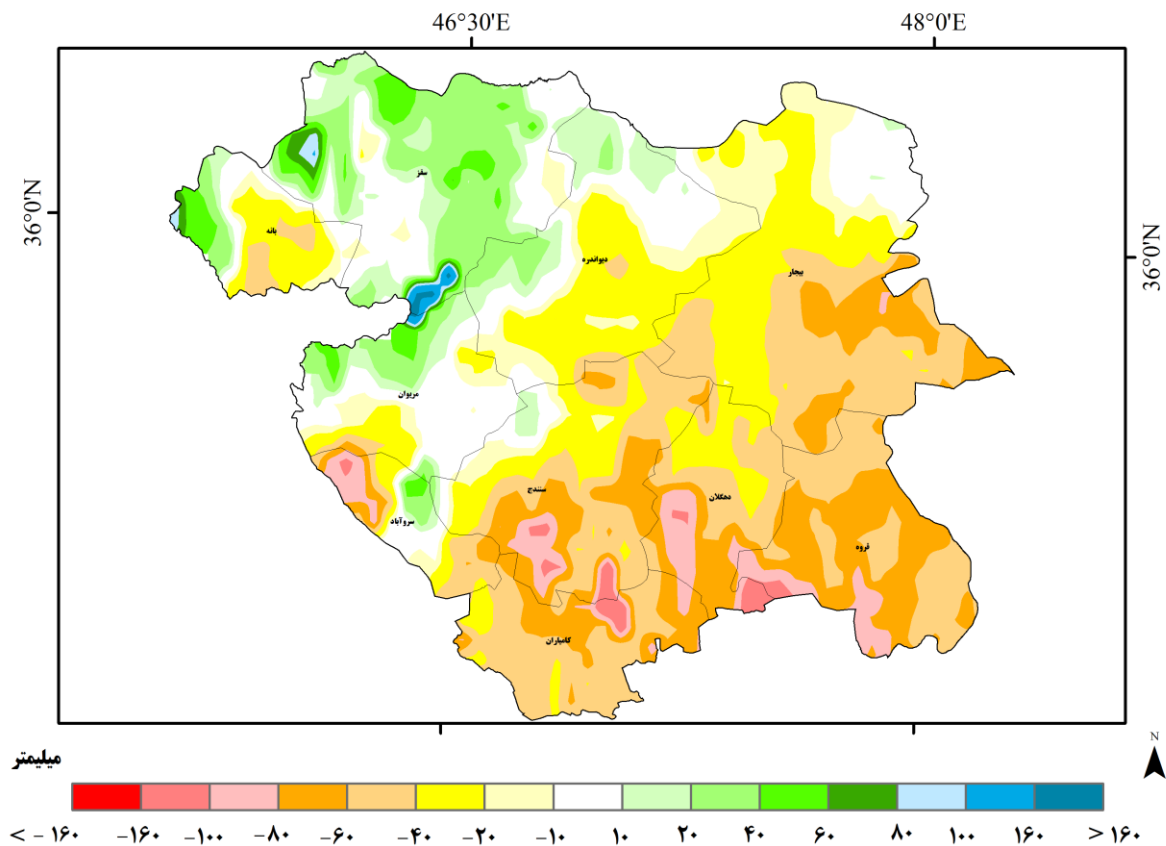 46°30'E 48°0'E
36°0'N
36°0'N
سقز
بانه
دیواندره
بیجار
مریوان
سنندج
دهگلان
سروآباد
قروه
کامیاران
N
میلیمتر
< -۱۶۰ -۱۶۰ -۱۰۰ -۸۰ -۶۰ -۴۰ -۲۰ -۱۰ ۱۰ ۲۰ ۴۰ ۶۰ ۸۰ ۱۰۰ ۱۶۰ > ۱۶۰